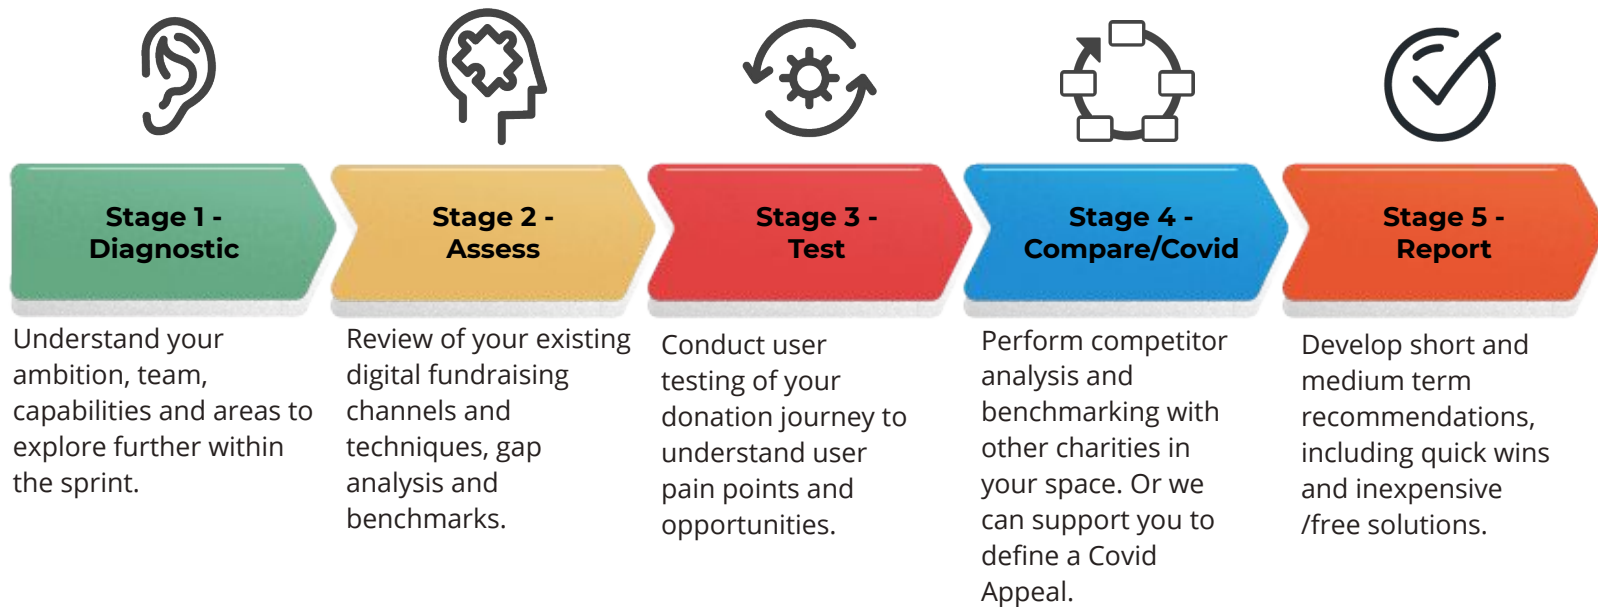 Stage 1 -
Diagnostic
Stage 2 -
Assess
Stage 3 -
Test
Stage 4 -
Compare/Covid
Stage 5 -
Report
Understand your
ambition, team,
capabilities and areas to
explore further within
the sprint.
Review of your existing
digital fundraising
channels and
techniques, gap
analysis and
benchmarks.
Conduct user
testing of your
donation journey to
understand user
pain points and
opportunities.
Perform competitor
analysis and
benchmarking with
other charities in
your space. Or we
can support you to
define a Covid
Appeal.
Develop short and
medium term
recommendations,
including quick wins
and inexpensive
/free solutions.